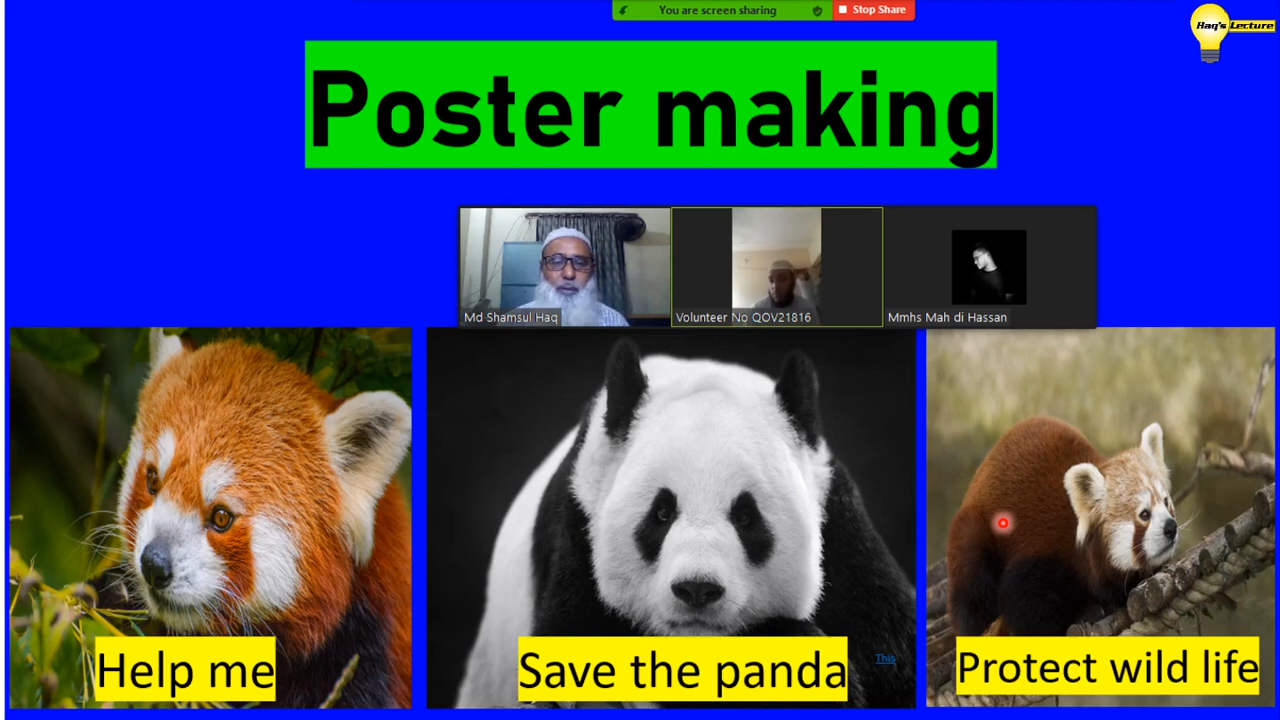 You are screen sharing
Stop Share
Haq's Lecture
Poster making
Md Shamsul Haq
Volunteer No QOV21816
Mmhs Mah di Hassan
Help me
Save the panda
This
Protect wild life